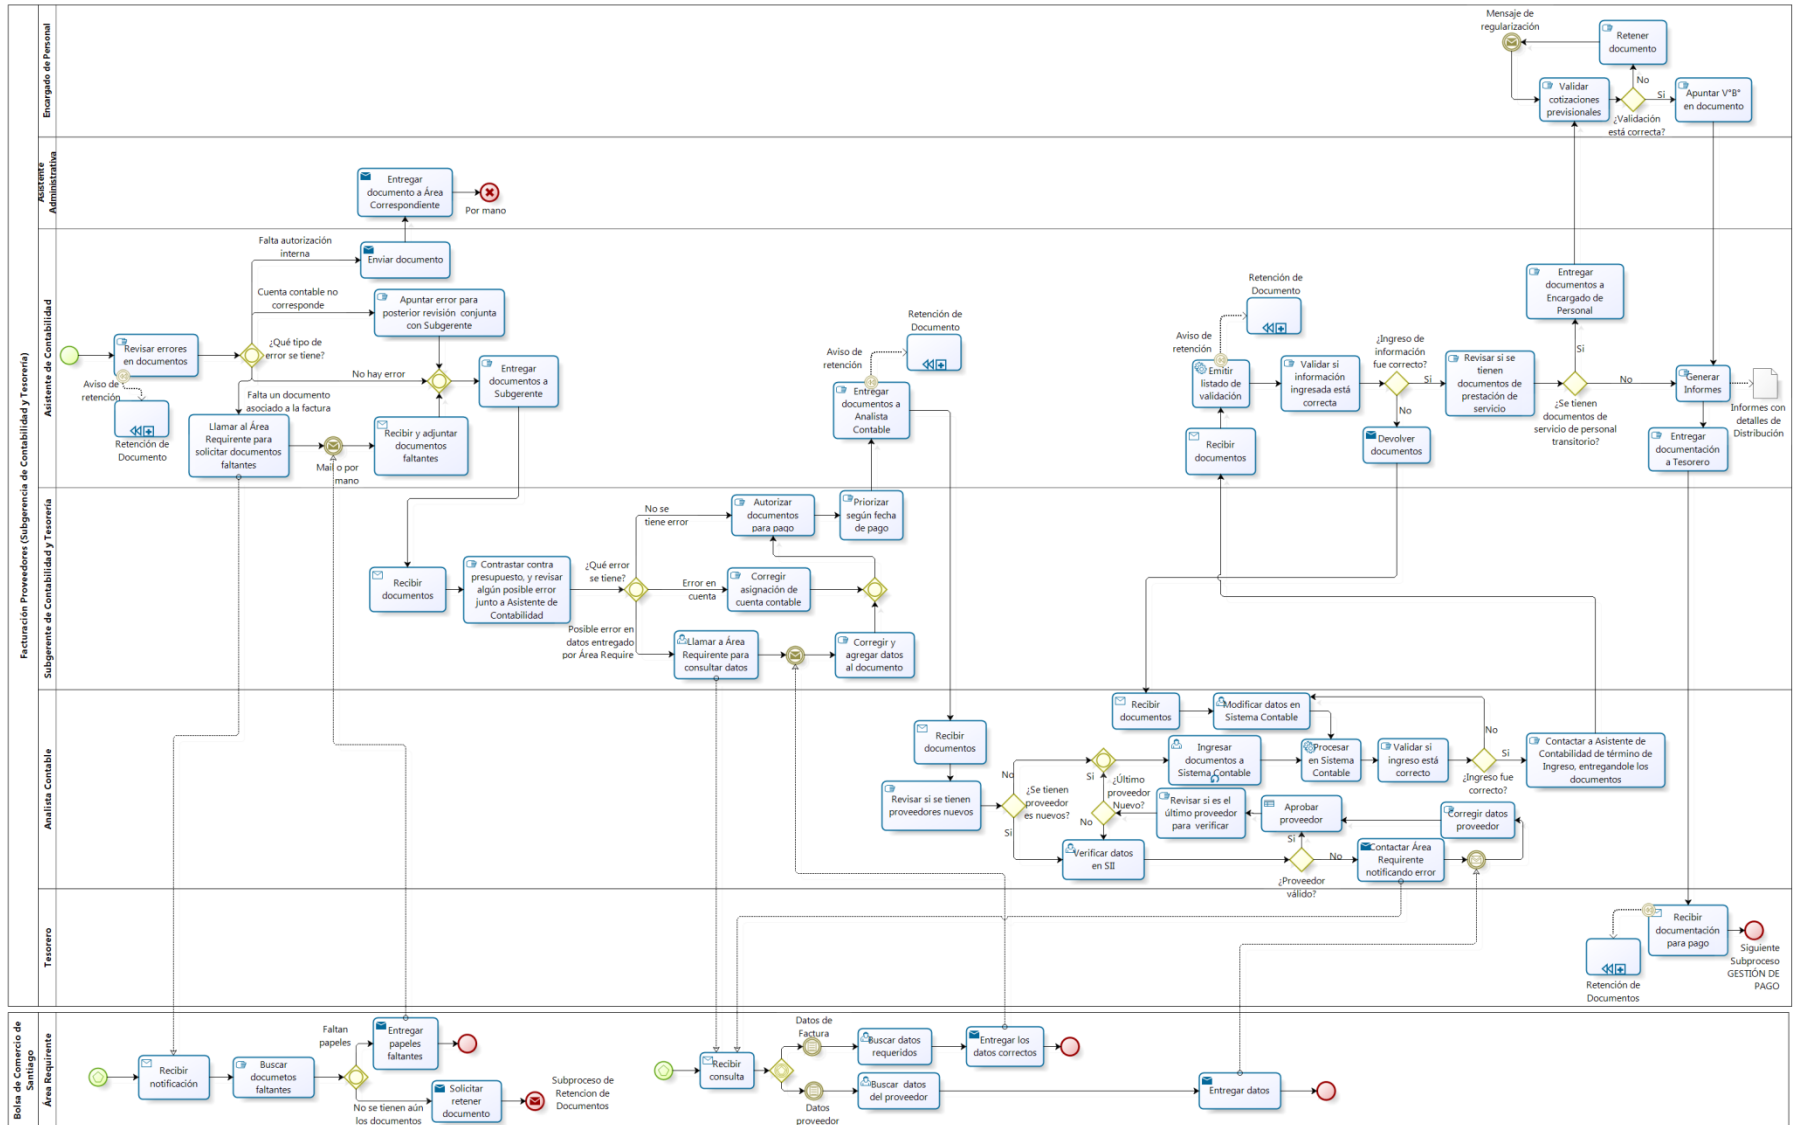 Facturación Proveedores (Subgerencia de Contabilidad y Tesorería)
Encargado de Personal
Mensaje de
regularización
Retener
documento
No
Validar
cotizaciones
previsionales
Si
Apuntar V°B°
en documento
¿Validación
está correcta?
Asistente
Administrativa
Entregar
documento a Área
Correspondiente
Por mano
Asistente de Contabilidad
Falta autorización
interna
Enviar documento
Cuenta contable no
corresponde
Apuntar error para
posterior revisión conjunta
con Subgerente
Revisar errores
en documentos
¿Qué tipo de
error se tiene?
Aviso de
retención
Retención de
Documento
No hay error
Falta un documento
asociado a la factura
Llamar al Área
Requirente para
solicitar documentos
faltantes
Mail o por
mano
Recibir y adjuntar
documentos
faltantes
Entregar
documentos a
Subgerente
Retención de
Documento
Aviso de
retención
Entregar
documentos a
Analista
Contable
Retención de
Documento
Aviso de
retención
Emitir
listado de
validación
Recibir
documentos
Validar si
información
ingresada está
correcta
¿Ingreso de
información
fue correcto?
Si
No
Devolver
documentos
Revisar si se
tienen
documentos de
prestación de
servicio
Entregar
documentos a
Encargado de
Personal
Si
No
¿Se tienen
documentos de
servicio de personal
transitorio?
Generar
Informes
Informes con
detalles de
Distribución
Entregar
documentación
a Tesorero
Subgerente de Contabilidad y Tesorería
Recibir
documentos
Contrastar contra
presupuesto, y revisar
algún posible error
junto a Asistente de
Contabilidad
¿Qué error
se tiene?
No se
tiene error
Autorizar
documentos
para pago
Priorizar
según fecha
de pago
Error en
cuenta
Corregir
asignación de
cuenta contable
Posible error en
datos entregado
por Área Require
Llamar a Área
Requirente para
consultar datos
Corregir y
agregar datos
al documento
Analista Contable
Recibir
documentos
Revisar si se tienen
proveedores nuevos
No
Si
¿Se tienen
proveedor
es nuevos?
Si
¿Último
proveedor
Nuevo?
No
Verificar datos
en SII
Recibir
documentos
Modificar datos en
Sistema Contable
Ingresar
documentos a
Sistema Contable
Procesar
en Sistema
Contable
Validar si
ingreso está
correcto
No
Si
¿Ingreso fue
correcto?
Contactar a Asistente de
Contabilidad de término de
Ingreso, entregandole los
documentos
Revisar si es el
último proveedor
para verificar
Aprobar
proveedor
Corregir datos
proveedor
Si
No
¿Proveedor
válido?
Contactar Área
Requirente
notificando error
Tesorero
Recibir
documentación
para pago
Retención de
Documentos
Siguiente
Subproceso
GESTIÓN DE
PAGO
Bolsa de Comercio de
Santiago
Área Requirente
Recibir
notificación
Buscar
documetos
faltantes
Faltan
papeles
Entregar
papeles
faltantes
No se tienen aún
los documentos
Solicitar
retener
documento
Subproceso de
Retencion de
Documentos
Recibir
consulta
Datos de
Factura
Buscar datos
requeridos
Entregar los
datos correctos
Datos
proveedor
Buscar datos
del proveedor
Entregar datos